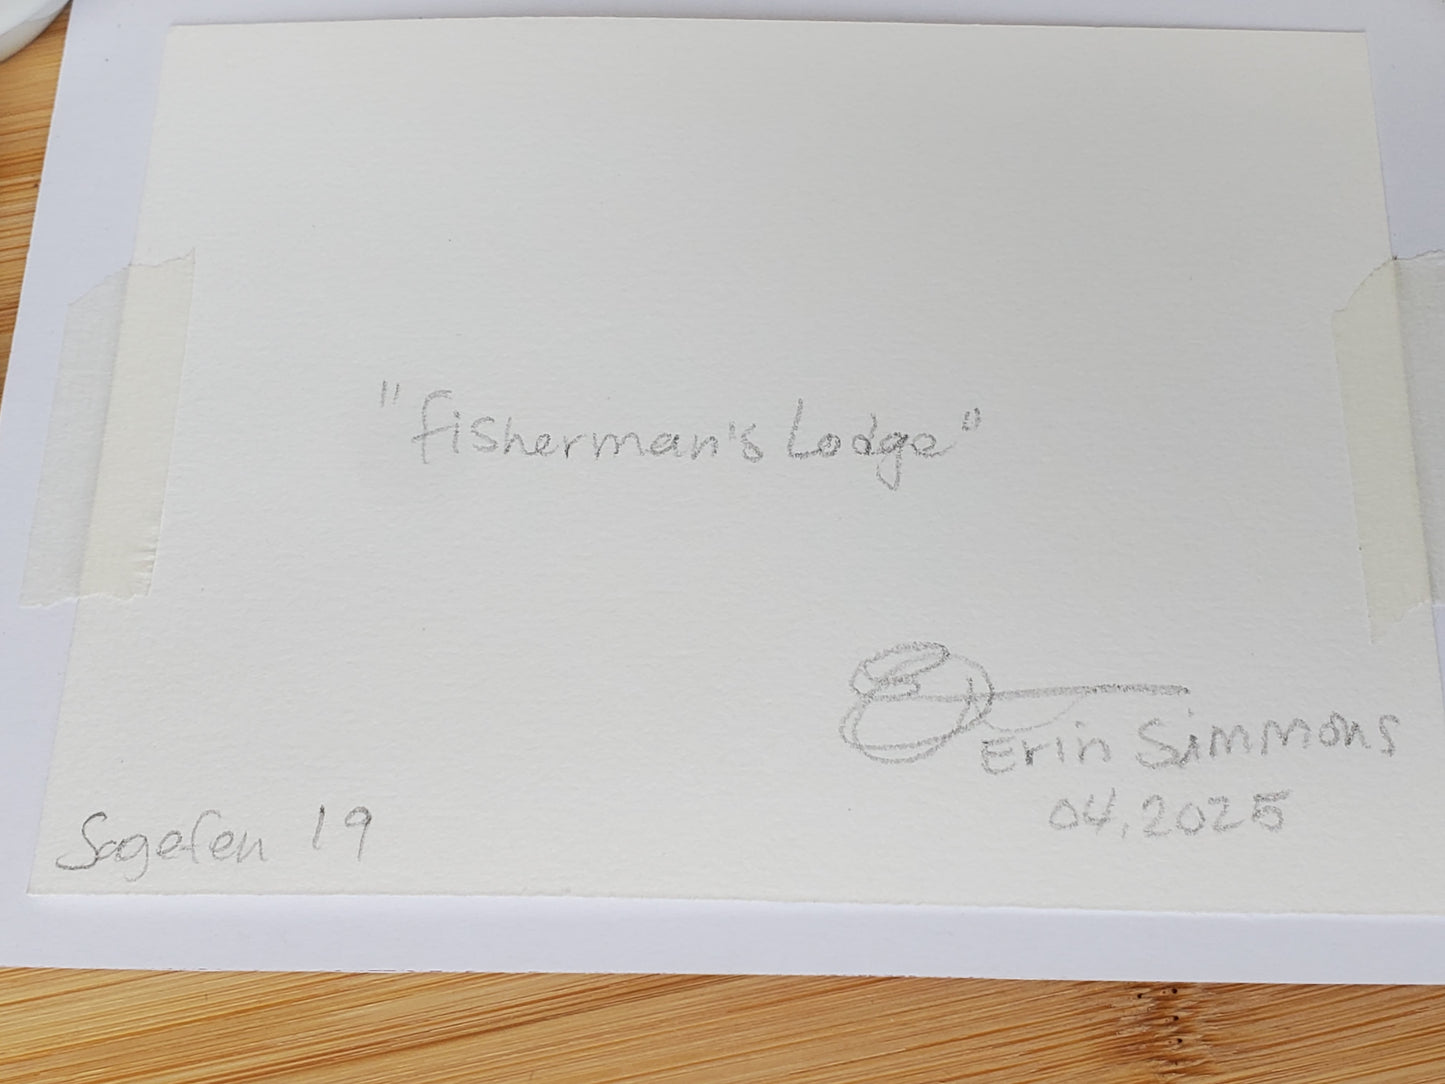 "fisherman's Lodge"
Erin Simmons
04.2025
Sagefen 19